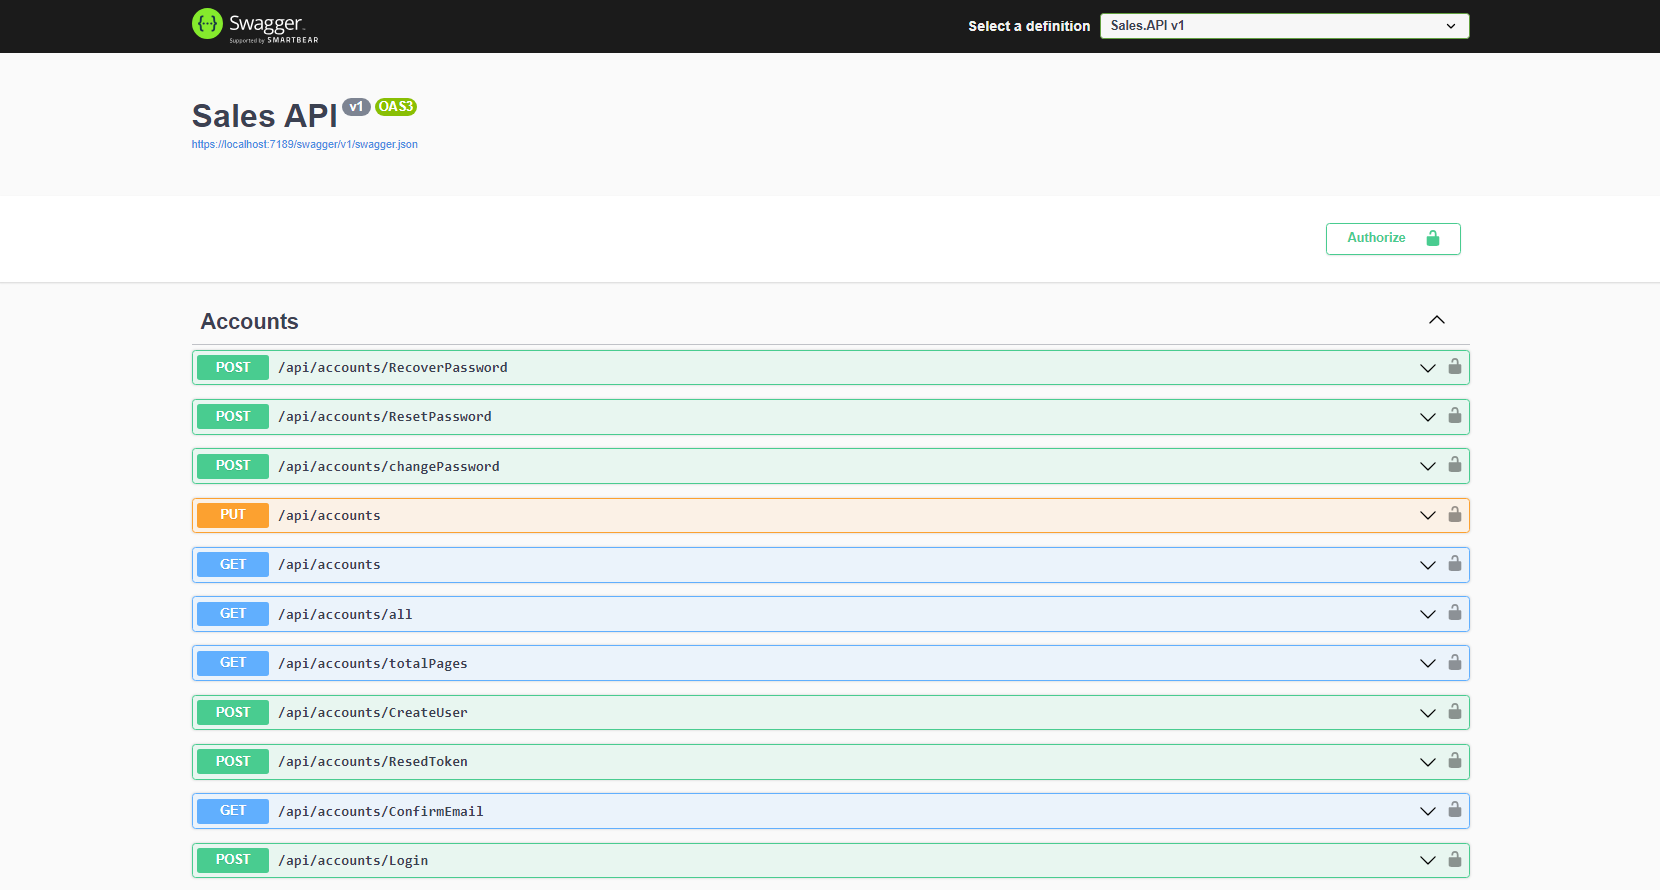 Swagger
Supported by SMARTBEAR
Select a definition
Sales.API v1
Sales API v1 OAS3
https://localhost:7189/swagger/v1/swagger.json
Authorize
Accounts
POST /api/accounts/RecoverPassword
POST /api/accounts/ResetPassword
POST /api/accounts/changePassword
PUT /api/accounts
GET /api/accounts
GET /api/accounts/all
GET /api/accounts/totalPages
POST /api/accounts/CreateUser
POST /api/accounts/ResedToken
GET /api/accounts/ConfirmEmail
POST /api/accounts/Login